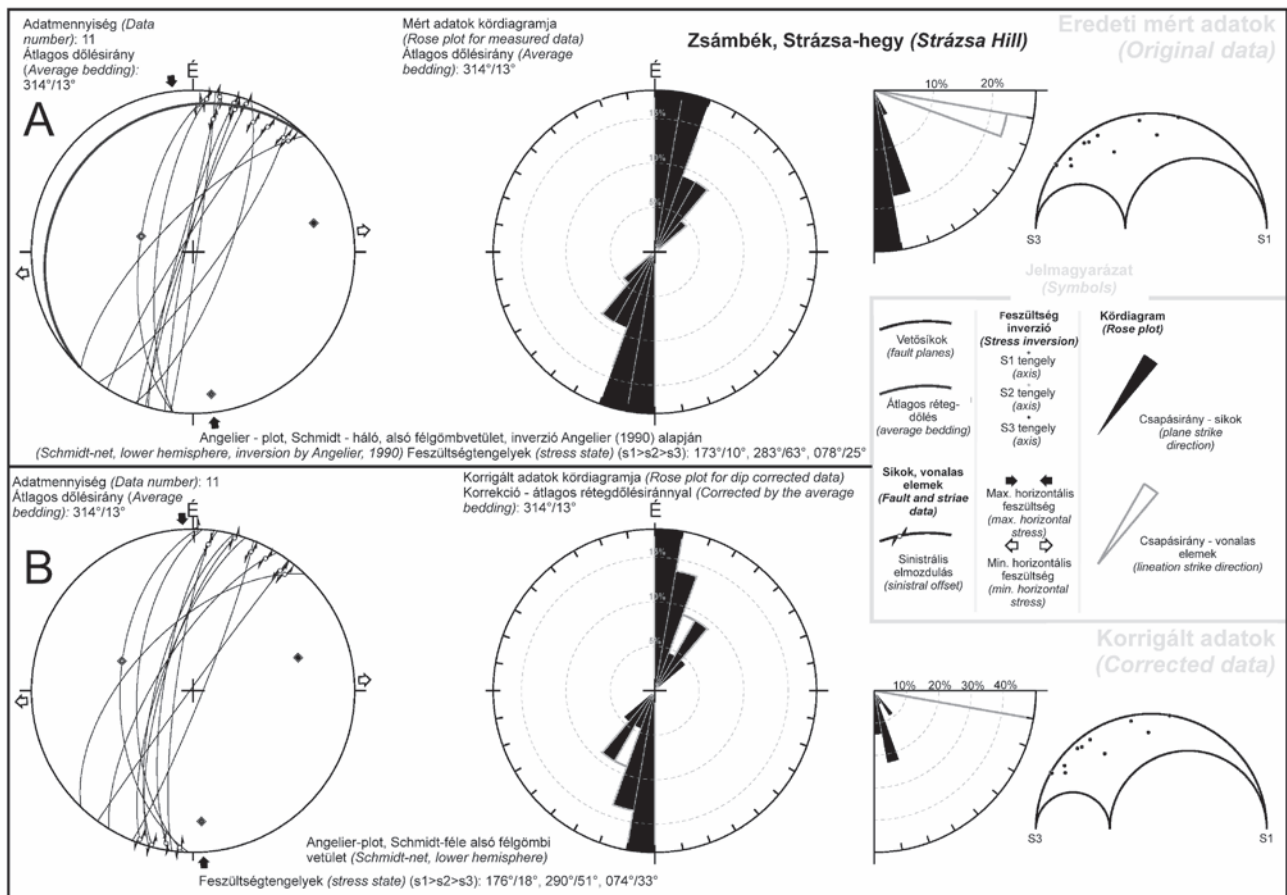 Adatmennyiség (Data
number): 11
Átlagos dőlésirány
(Average bedding):
314°/13°
É
A
Mért adatok kördiagramja
(Rose plot for measured data)
Átlagos dőlésirány (Average
bedding): 314°/13°
É
15%
10%
5%
Zsámbék, Strázsa-hegy (Strázsa Hill)
Eredeti mért adatok
(Original data)
10%
20%
S3
S1
Angelier - plot, Schmidt - háló, alsó félgömbvetület, inverzió Angelier (1990) alapján
(Schmidt-net, lower hemisphere, inversion by Angelier, 1990) Feszültségtengelyek (stress state) (s1>s2>s3): 173°/10°, 283°/63°, 078°/25°
Jelmagyarázat
(Symbols)
Vetősíkok
(fault planes)
Átlagos réteg-
dőlés
(average bedding)
Síkok, vonalas
elemek
(Fault and striae
data)
Sinistrális
elmozdulás
(sinistral offset)
Feszültség
inverzió
(Stress inversion)
S1 tengely
(axis)
S2 tengely
(axis)
S3 tengely
(axis)
Max. horizontális
feszültség
(max. horizontal
stress)
Min. horizontális
feszültség
(min. horizontal
stress)
Kördiagram
(Rose plot)
Csapásirány - síkok
(plane strike
direction)
Csapásirány - vonalas
elemek
(lineation strike direction)
Adatmennyiség (Data number): 11
Átlagos dőlésirány (Average
bedding): 314°/13°
É
B
Korrigált adatok kördiagramja (Rose plot for dip corrected data)
Korrekció - átlagos rétegdőlésiránnyal (Corrected by the average
bedding): 314°/13°
É
15%
10%
5%
Korrigált adatok
(Corrected data)
10%
20%
30%
40%
S3
S1
Angelier-plot, Schmidt-féle alsó félgömbi
vetület (Schmidt-net, lower hemisphere)
Feszültségtengelyek (stress state) (s1>s2>s3): 176°/18°, 290°/51°, 074°/33°